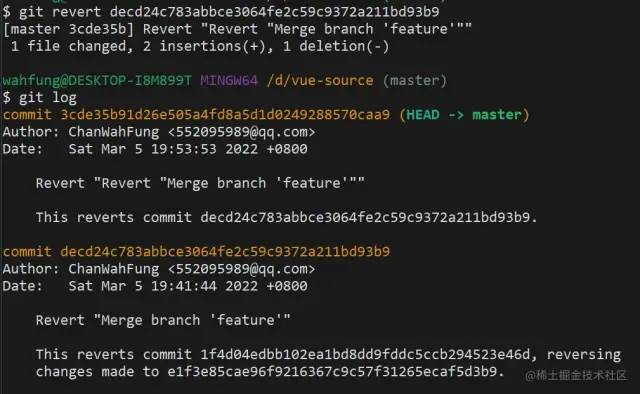 $ git revert decd24c783abbce3064fe2c59c9372a211bd93b9
[master 3cde35b] Revert "Revert "Merge branch 'feature'""
1 file changed, 2 insertions(+), 1 deletion(-)
wahfung@DESKTOP-I8M899T MINGW64 /d/vue-source (master)
$ git log
commit 3cde35b91d26e505a4fd8a5d1d0249288570caa9 (HEAD -> master)
Author: ChanWahFung <552095989@qq.com>
Date:   Sat Mar 5 19:53:53 2022 +0800
Revert "Revert "Merge branch 'feature'""
This reverts commit decd24c783abbce3064fe2c59c9372a211bd93b9.
commit decd24c783abbce3064fe2c59c9372a211bd93b9
Author: ChanWahFung <552095989@qq.com>
Date:   Sat Mar 5 19:41:44 2022 +0800
Revert "Merge branch 'feature'"
This reverts commit 1f4d04edbb102ea1bd8dd9fddc5ccb294523e46d, reversing
changes made to e1f3e85cae96f9216367c9c57f31265ecaf5d3b9.
@稀土掘金技术社区